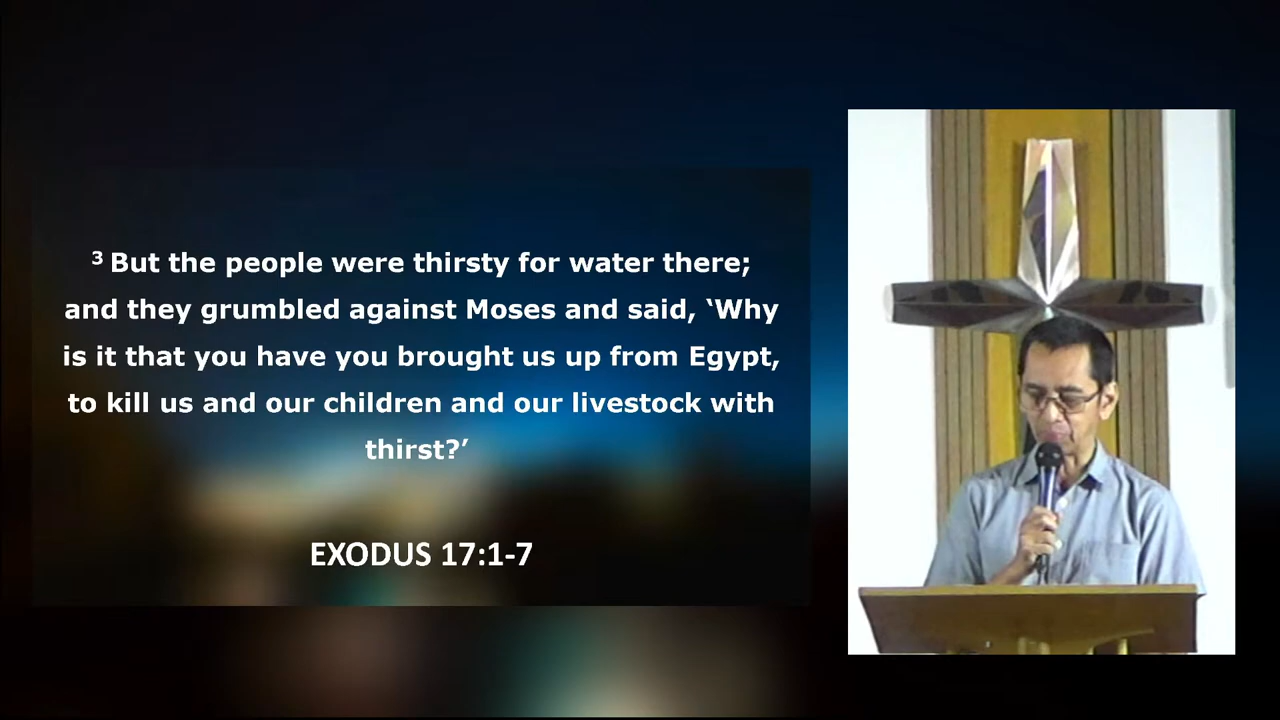 ³ But the people were thirsty for water there;
and they grumbled against Moses and said, ‘Why
is it that you have you brought us up from Egypt,
to kill us and our children and our livestock with
thirst?’
EXODUS 17:1-7